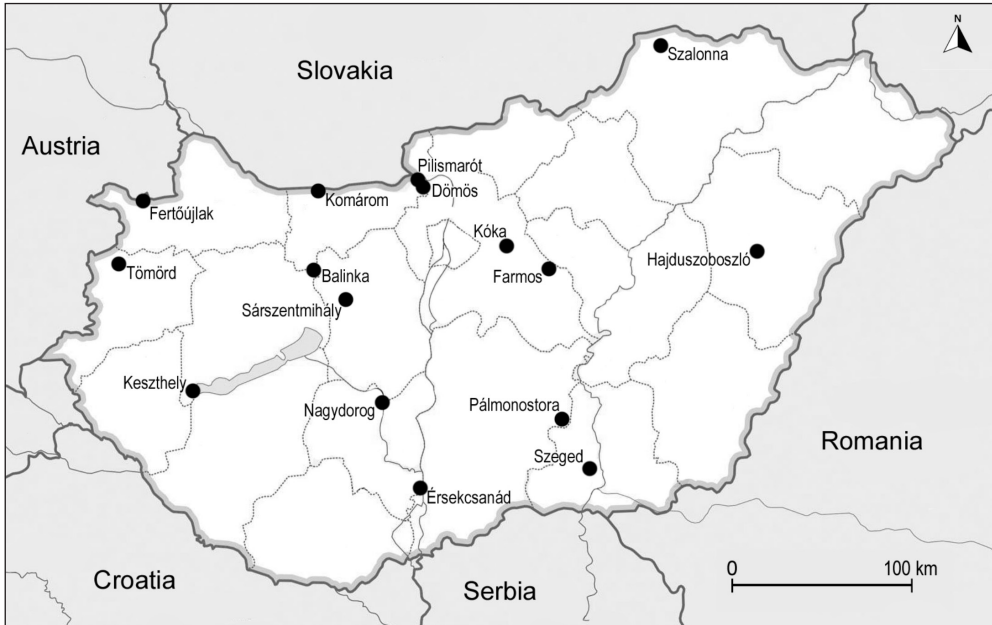 N
Szalonna
Slovakia
Austria
Pilismarót
Dömös
Komárom
Fertőújlak
Kóka
Hajduszoboszló
Tömörd
Balinka
Farmos
Sárszentmihály
Keszthely
Nagydorog
Pálmonostora
Romania
Szeged
Érsekcsanád
Croatia
Serbia
0 100 km